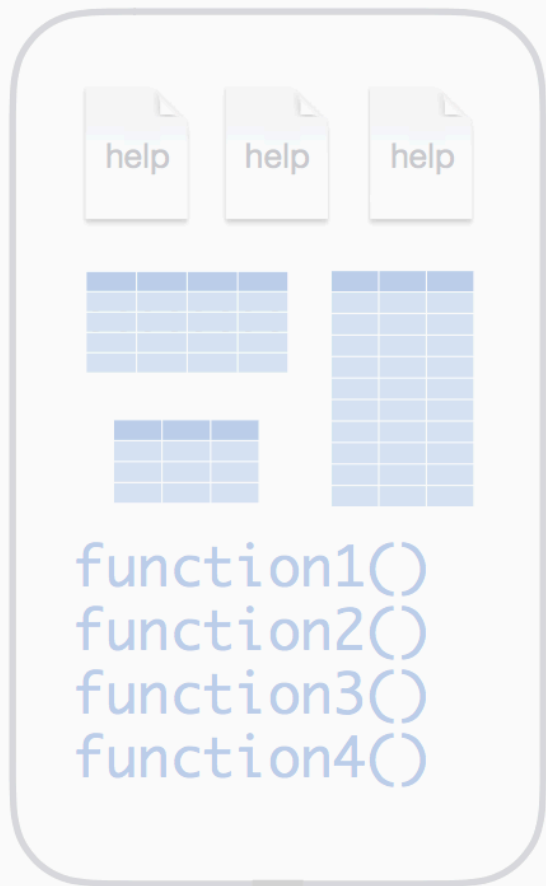 help help help
function1()
function2()
function3()
function4()